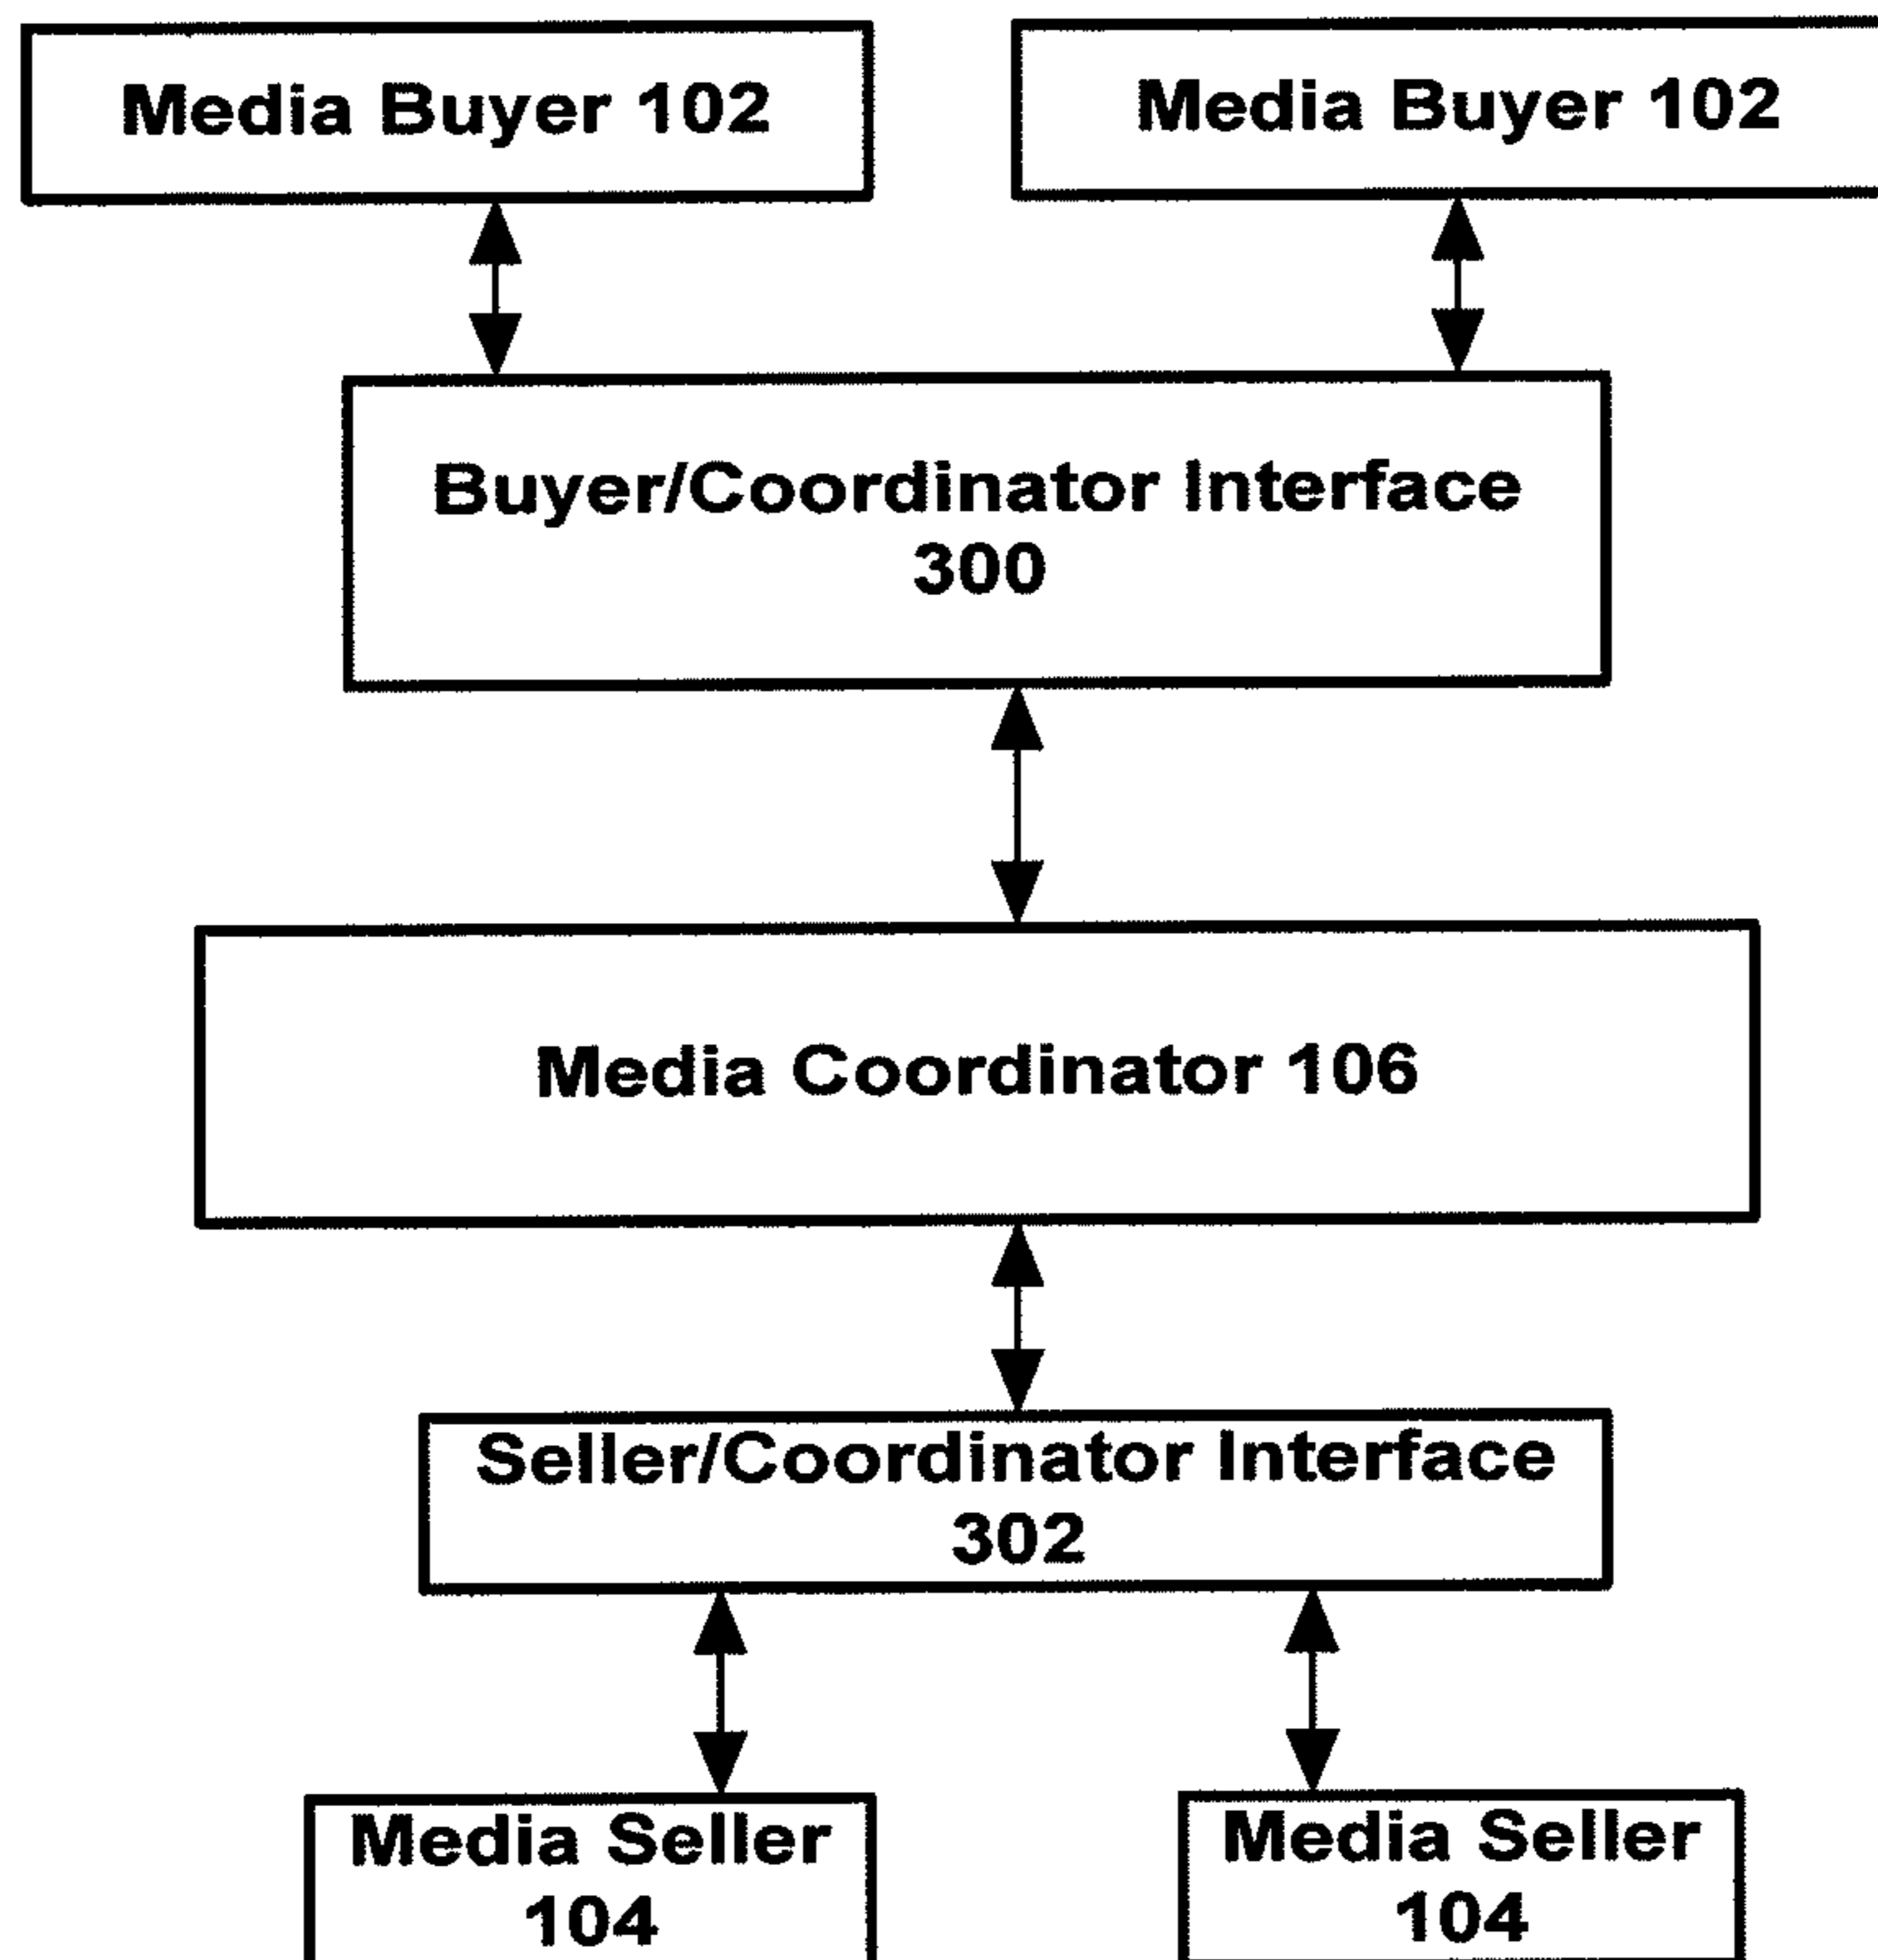 Media Buyer 102
Media Buyer 102
Buyer/Coordinator Interface
300
Media Coordinator 106
Seller/Coordinator Interface
302
Media Seller
104
Media Seller
104